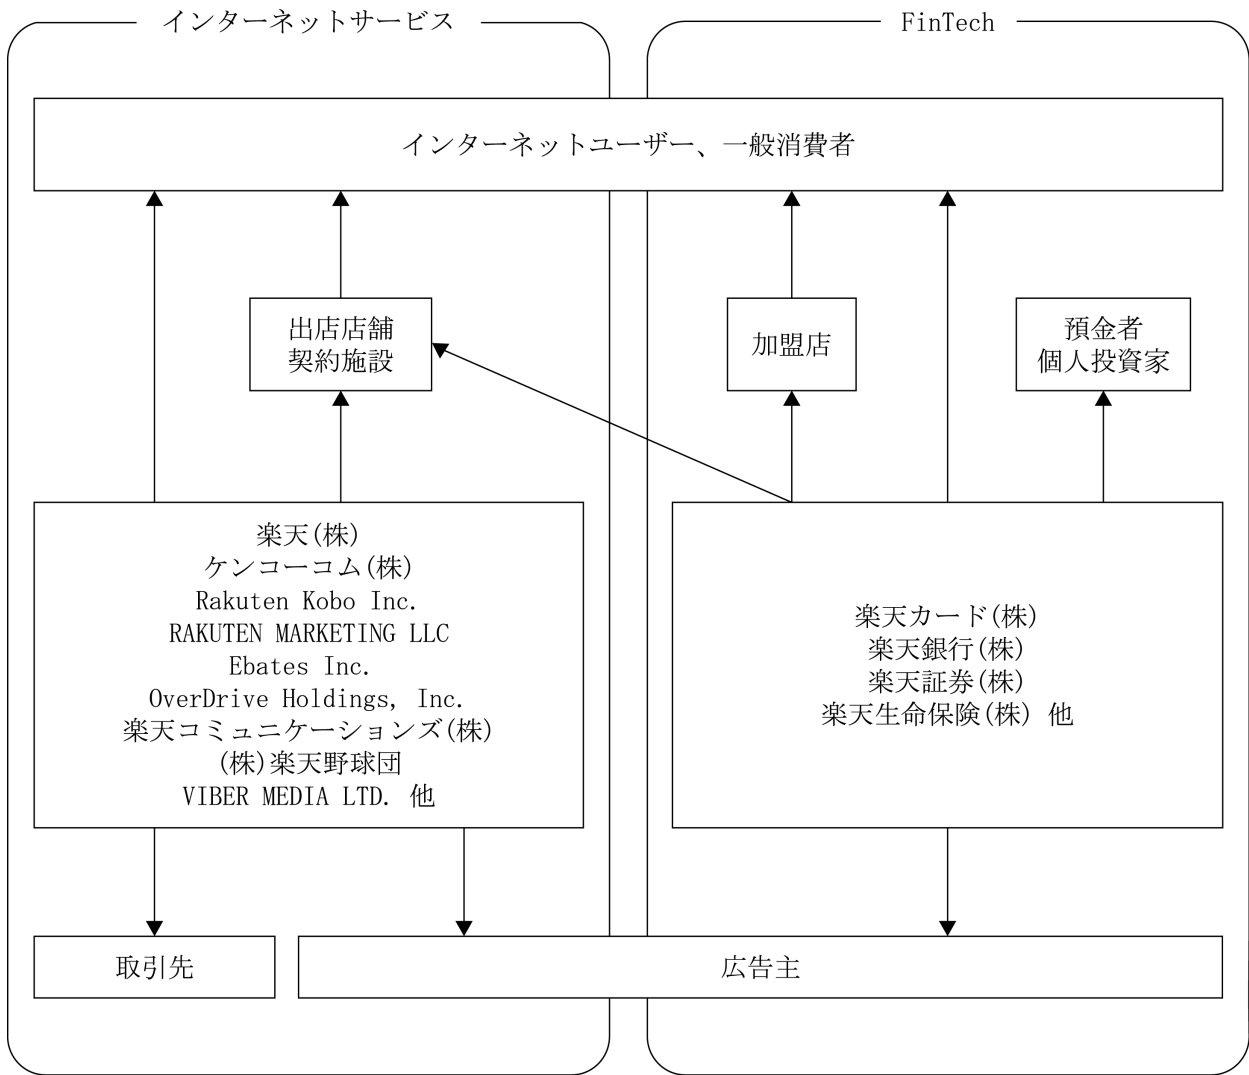 インターネットサービス
FinTech
インターネットユーザー、一般消費者
出店店舗
契約施設
加盟店
預金者
個人投資家
楽天(株)
ケンコーコム(株)
Rakuten Kobo Inc.
RAKUTEN MARKETING LLC
Ebates Inc.
OverDrive Holdings, Inc.
楽天コミュニケーションズ(株)
(株)楽天野球団
VIBER MEDIA LTD. 他
楽天カード(株)
楽天銀行(株)
楽天証券(株)
楽天生命保険(株) 他
取引先
広告主